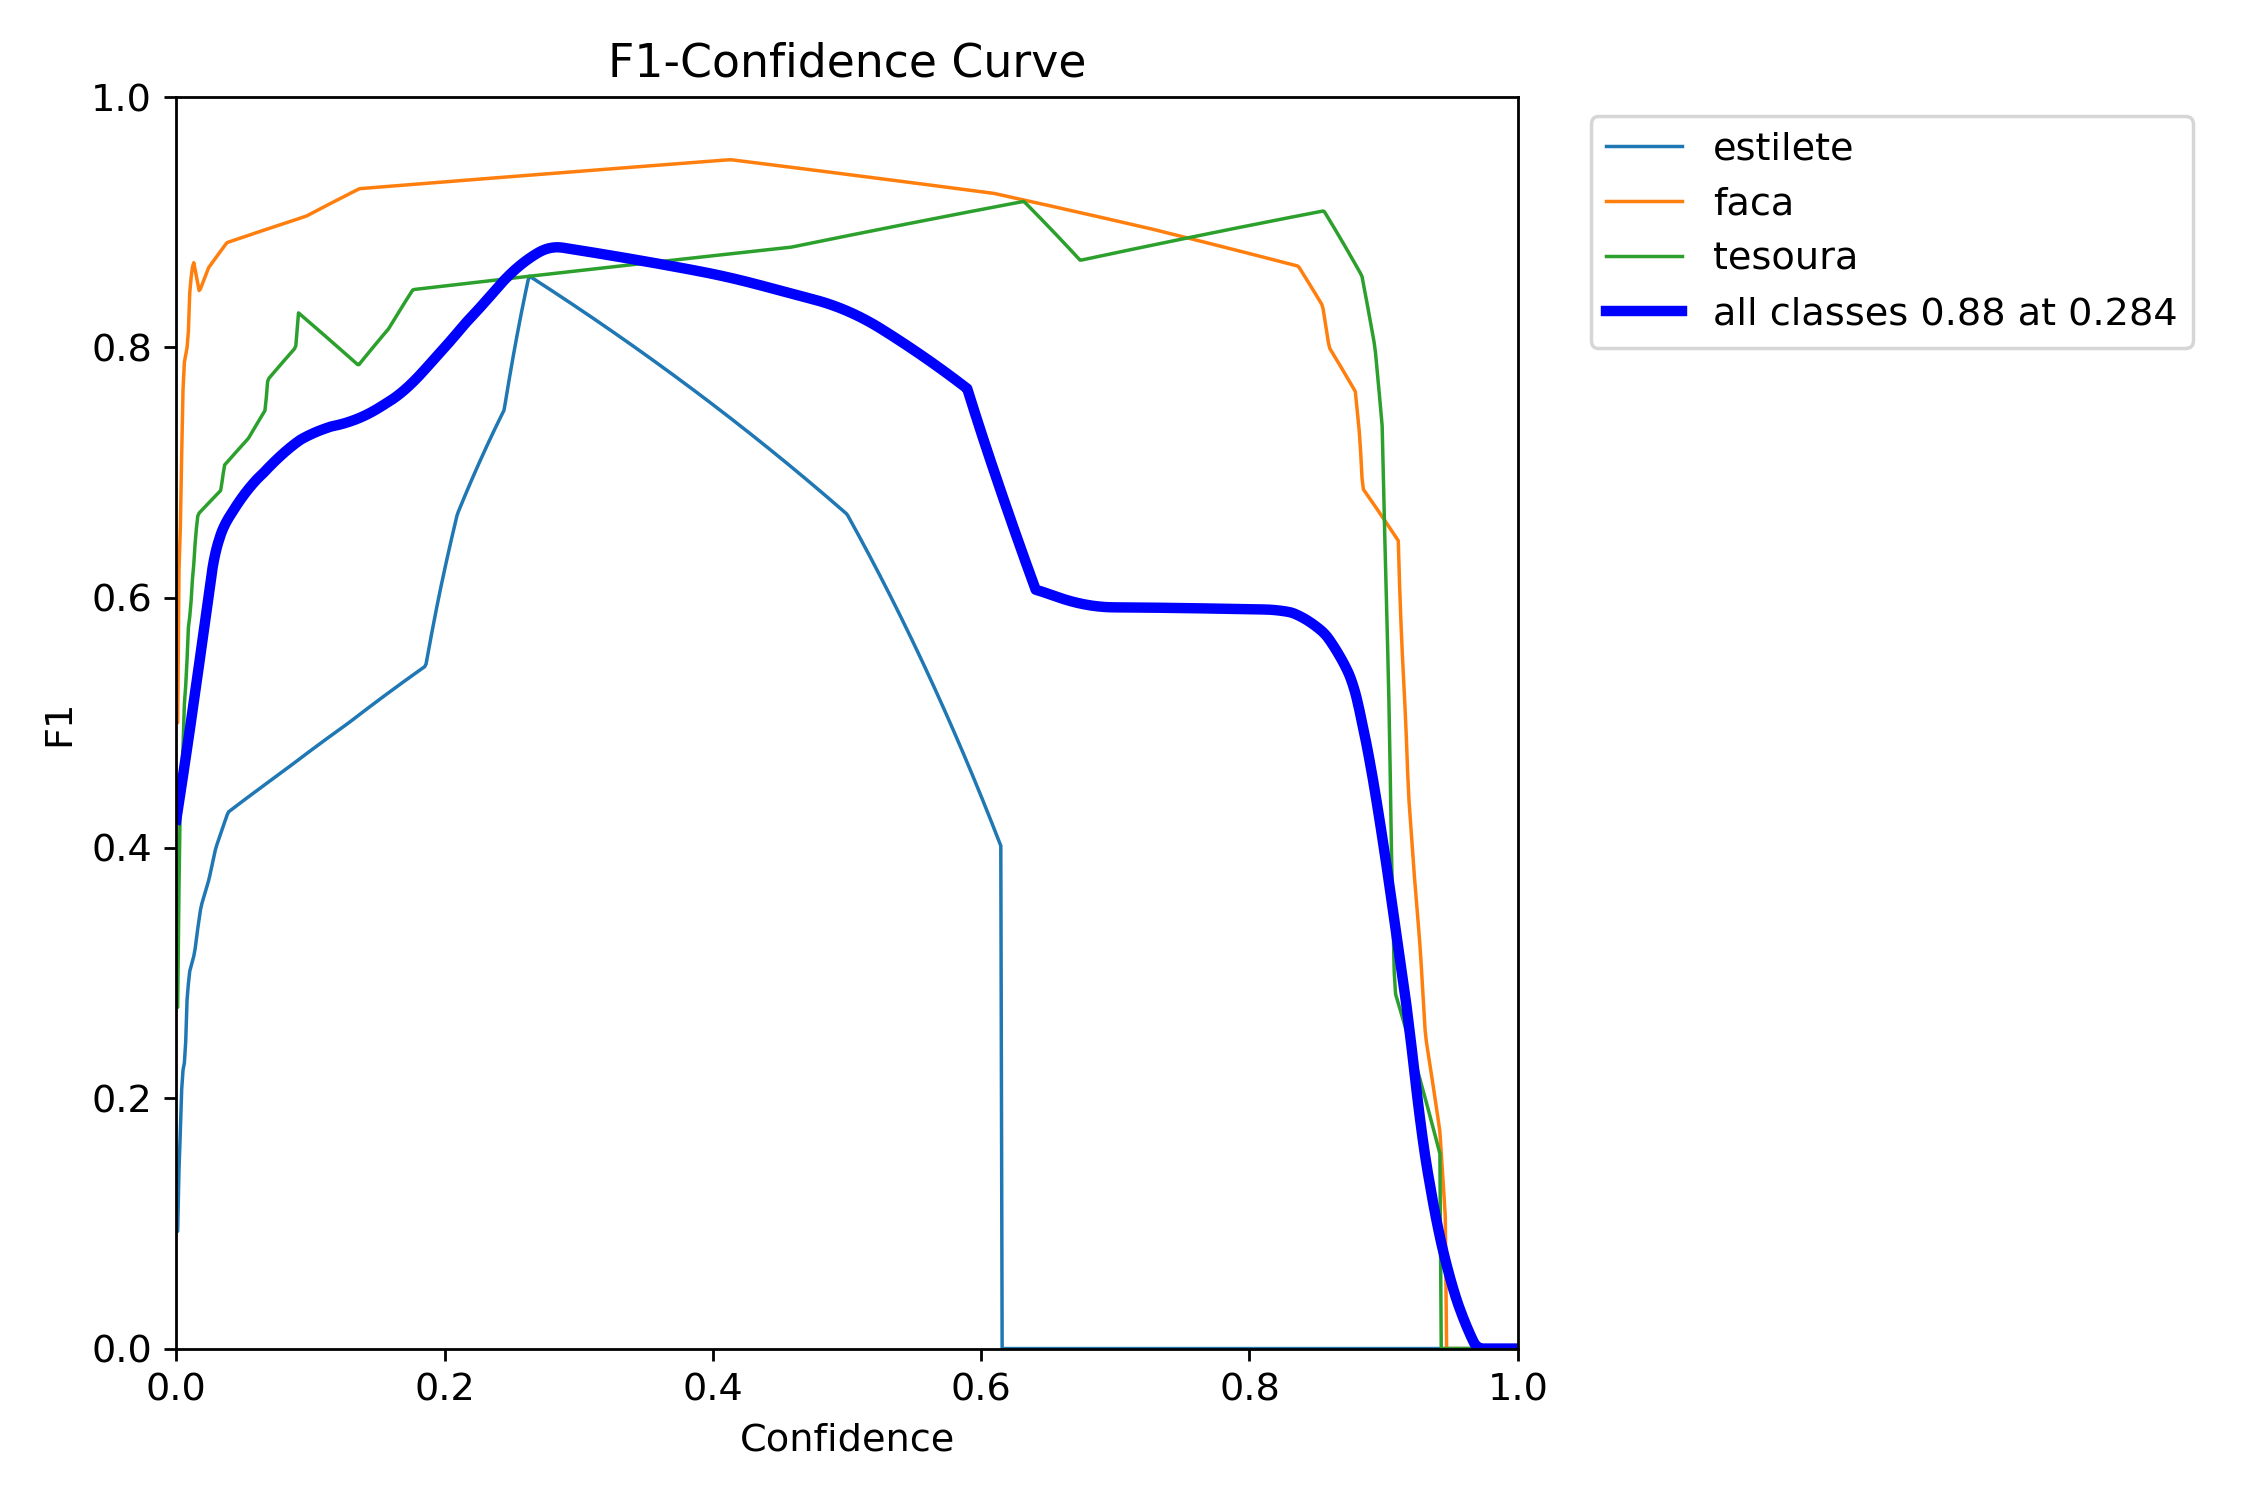 F1-Confidence Curve
1.0
0.8
0.6
0.4
0.2
0.0
F1
0.0 0.2 0.4 0.6 0.8 1.0
Confidence
estilete
faca
tesoura
all classes 0.88 at 0.284